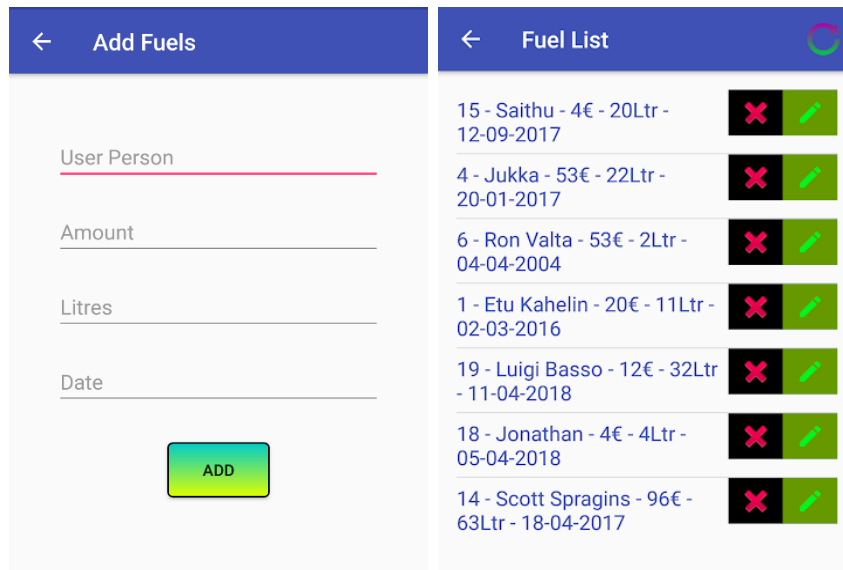 Add Fuels
User Person
Amount
Litres
Date
ADD
Fuel List
15 - Saithu - 4€ - 20Ltr -
12-09-2017
4 - Jukka - 53€ - 22Ltr -
20-01-2017
6 - Ron Valta - 53€ - 2Ltr -
04-04-2004
1 - Etu Kahelin - 20€ - 11Ltr -
02-03-2016
19 - Luigi Basso - 12€ - 32Ltr
- 11-04-2018
18 - Jonathan - 4€ - 4Ltr -
05-04-2018
14 - Scott Spragins - 96€ -
63Ltr - 18-04-2017